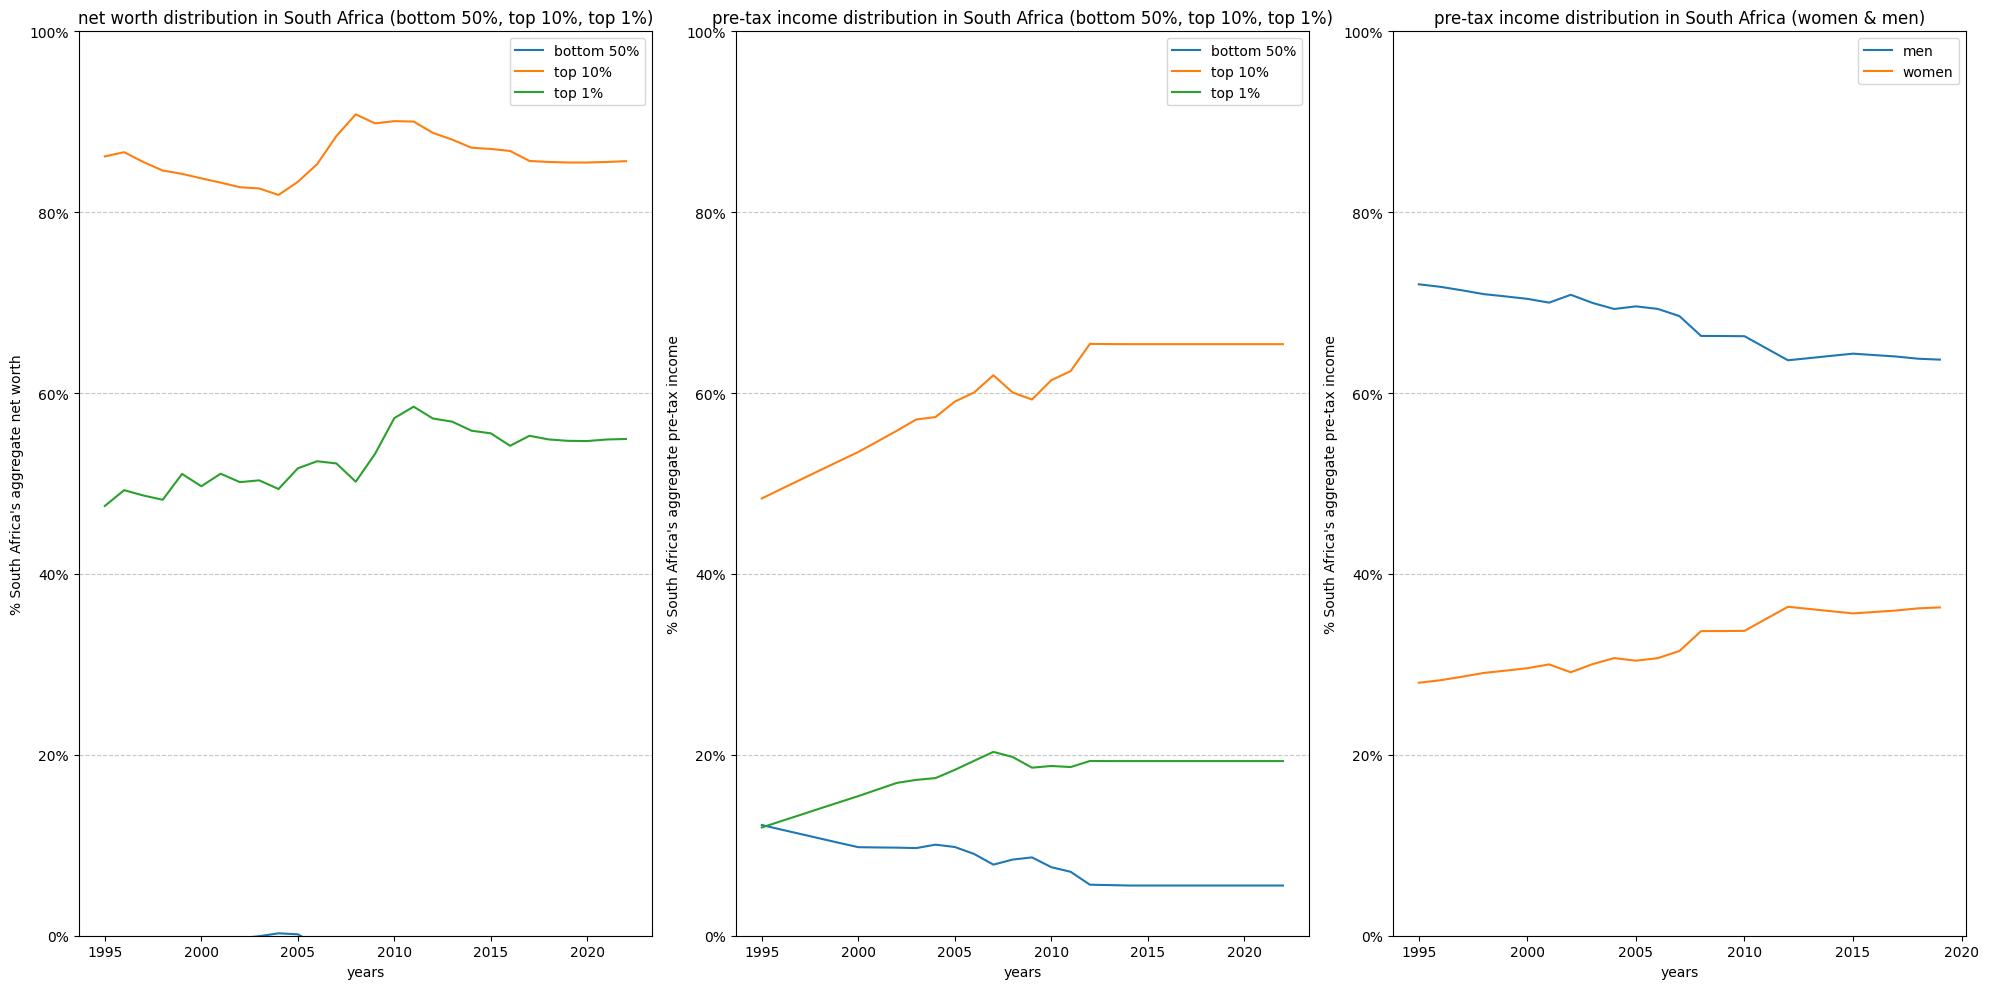 net worth distribution in South Africa (bottom 50%, top 10%, top 1%)
100%
80%
60%
40%
20%
0%
% South Africa's aggregate net worth
bottom 50%
top 10%
top 1%
1995
2000
2005
2010
2015
2020
years
pre-tax income distribution in South Africa (bottom 50%, top 10%, top 1%)
100%
80%
60%
40%
20%
0%
% South Africa's aggregate pre-tax income
bottom 50%
top 10%
top 1%
1995
2000
2005
2010
2015
2020
years
pre-tax income distribution in South Africa (women & men)
100%
80%
60%
40%
20%
0%
% South Africa's aggregate pre-tax income
men
women
1995
2000
2005
2010
2015
2020
years